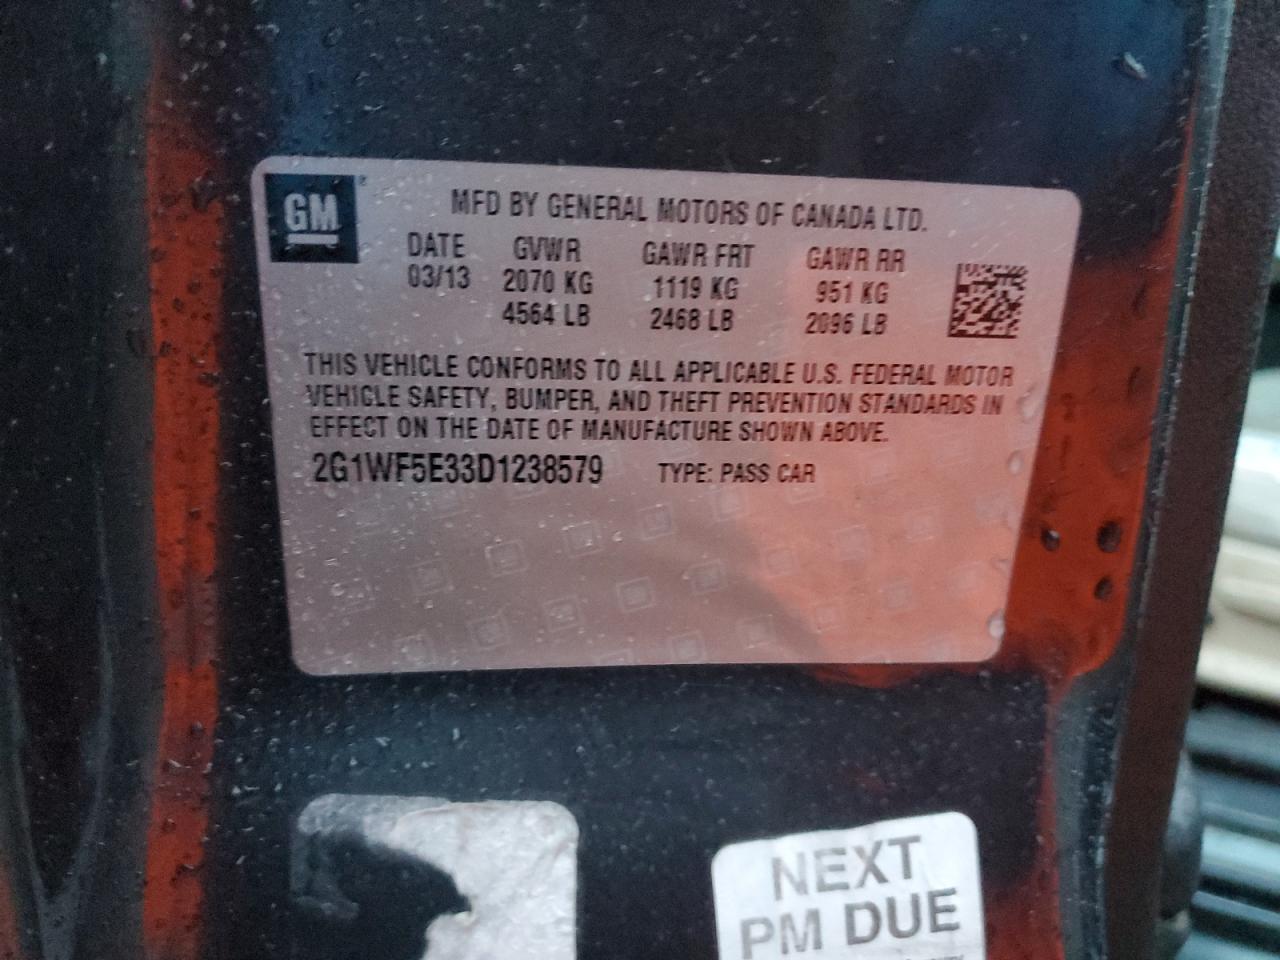 GM
MFD BY GENERAL MOTORS OF CANADA LTD.
DATE GVWR GAWR FRT GAWR RR
03/13 2070 KG 1119 KG 951 KG
4564 LB 2468 LB 2096 LB
THIS VEHICLE CONFORMS TO ALL APPLICABLE U.S. FEDERAL MOTOR
VEHICLE SAFETY, BUMPER, AND THEFT PREVENTION STANDARDS IN
EFFECT ON THE DATE OF MANUFACTURE SHOWN ABOVE.
2G1WF5E33D1238579 TYPE: PASS CAR
NEXT
PM DUE